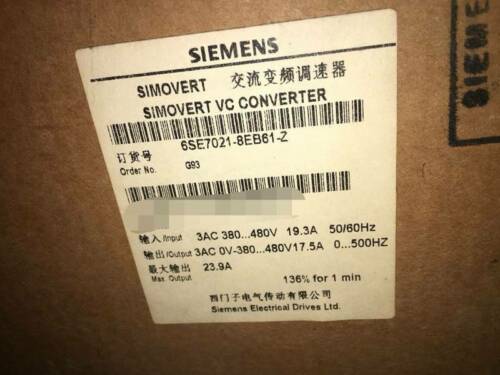 SIEMENS
SIMOVERT 交流变频调速器
SIMOVERT VC CONVERTER
订货号 6SE7021-8EB61-Z
Order No. G93
输入/Input 3AC 380...480V 19.3A 50/60Hz
输出/Output 3AC 0V-380...480V17.5A 0...500HZ
最大输出 23.9A
Max. Output 136% for 1 min
西门子电气传动有限公司
Siemens Electrical Drives Ltd.
SIEM